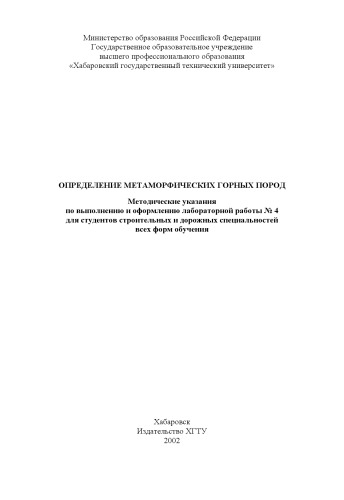 Министерство образования Российской Федерации
Государственное образовательное учреждение
высшего профессионального образования
«Хабаровский государственный технический университет»
ОПРЕДЕЛЕНИЕ МЕТАМОРФИЧЕСКИХ ГОРНЫХ ПОРОД
Методические указания
по выполнению и оформлению лабораторной работы № 4
для студентов строительных и дорожных специальностей
всех форм обучения
Хабаровск
Издательство ХГТУ
2002